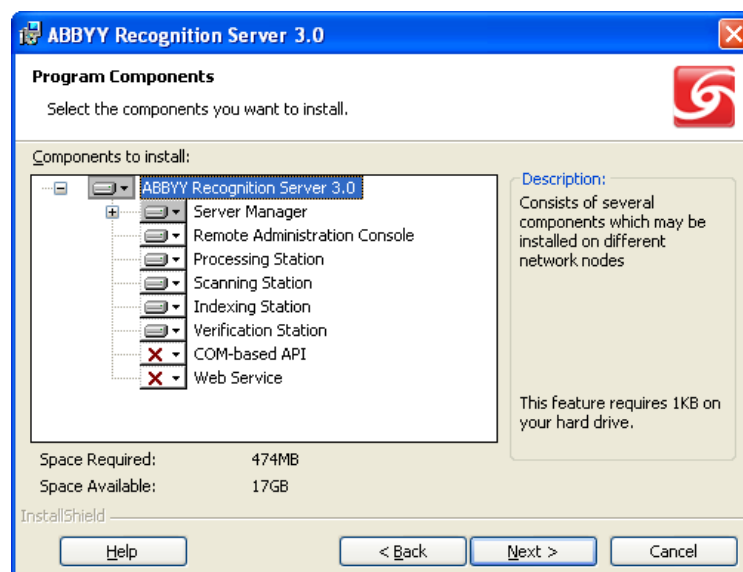 ABBYY Recognition Server 3.0
Program Components
Select the components you want to install.
Components to install:
ABBYY Recognition Server 3.0
Server Manager
Remote Administration Console
Processing Station
Scanning Station
Indexing Station
Verification Station
COM-based API
Web Service
Description:
Consists of several
components which may be
installed on different
network nodes
This feature requires 1KB on
your hard drive.
Space Required: 474MB
Space Available: 17GB
InstallShield
Help
< Back
Next >
Cancel